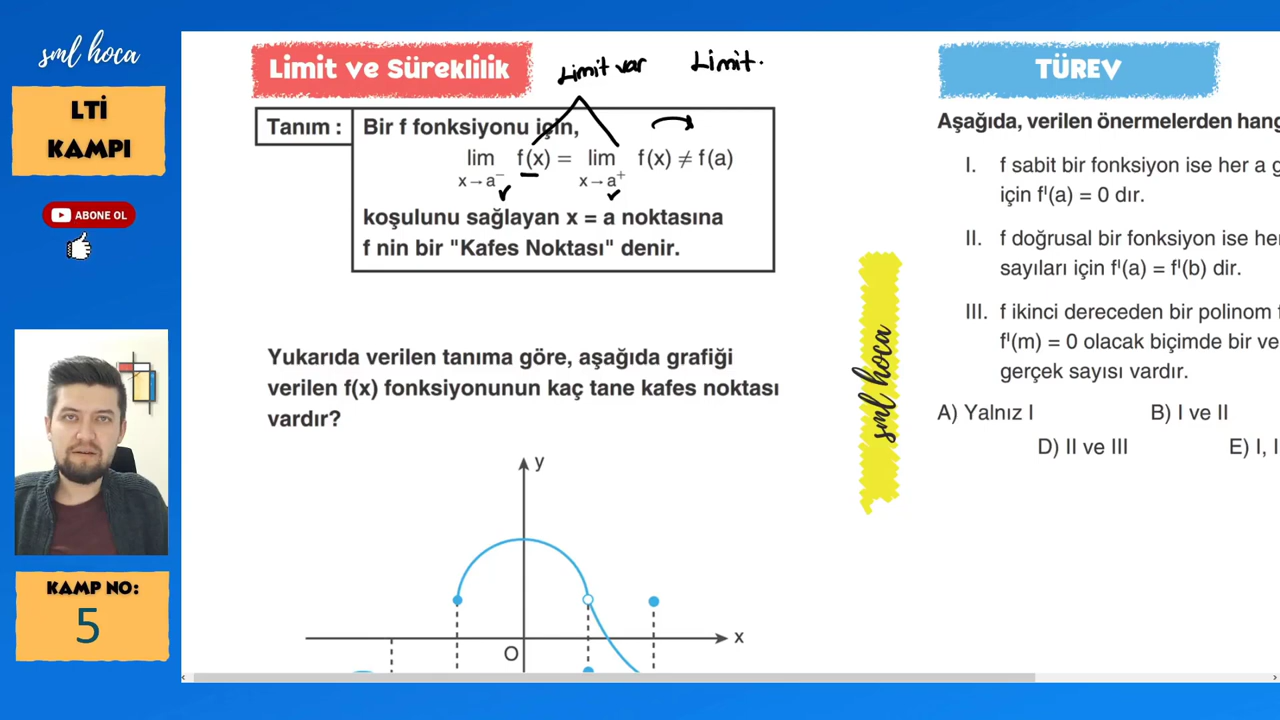 sml hoca
LTİ
KAMPI
ABONE OL
KAMP NO:
5
Limit ve Süreklilik
Limit var
Limit.
Tanım :
Bir f fonksiyonu için,
lim f(x) = lim f(x) ≠ f(a)
x→a⁻ x→a⁺
koşulunu sağlayan x = a noktasına
f nin bir "Kafes Noktası" denir.
Yukarıda verilen tanıma göre, aşağıda grafiği
verilen f(x) fonksiyonunun kaç tane kafes noktası
vardır?
y
x
O
sml hoca
TÜREV
Aşağıda, verilen önermelerden hang
I. f sabit bir fonksiyon ise her a g
için fᴵ(a) = 0 dır.
II. f doğrusal bir fonksiyon ise her
sayıları için fᴵ(a) = fᴵ(b) dir.
III. f ikinci dereceden bir polinom f
fᴵ(m) = 0 olacak biçimde bir ve
gerçek sayısı vardır.
A) Yalnız I B) I ve II
D) II ve III E) I, I